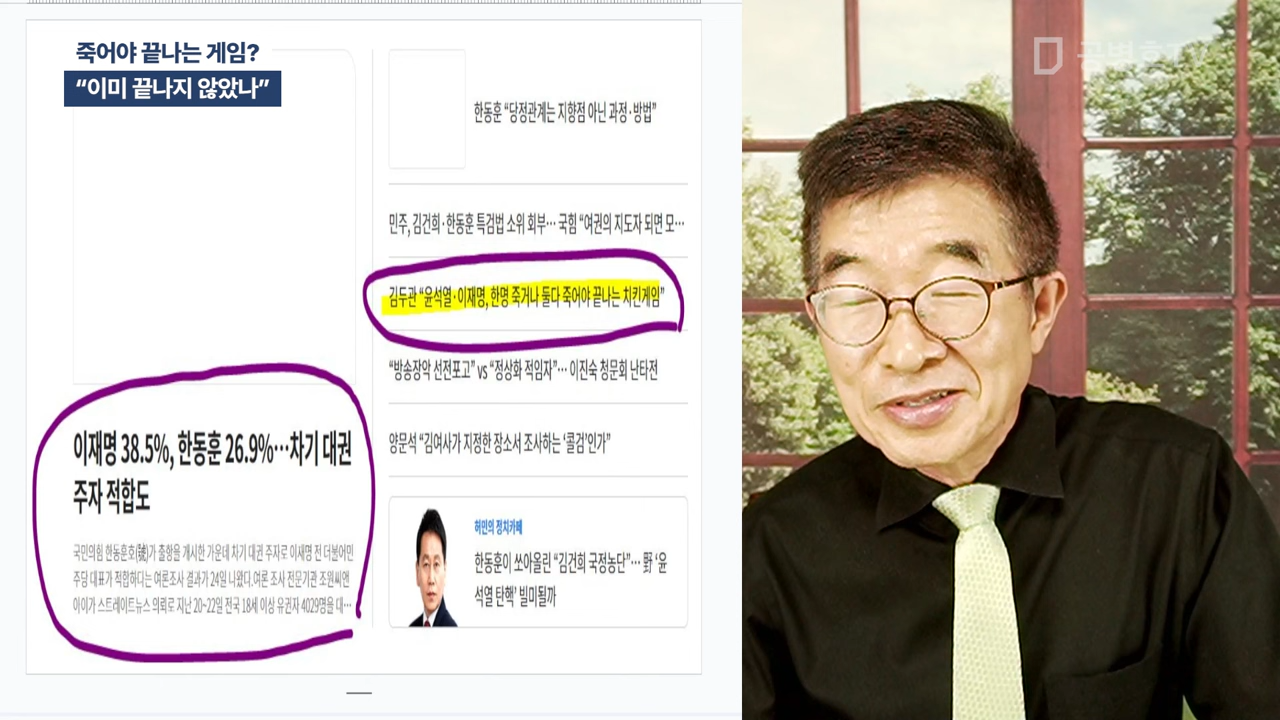 죽어야 끝나는 게임?
“이미 끝나지 않았나”
한동훈 “당정관계는 지향점 아닌 과정·방법”
민주, 김건희·한동훈 특검법 소위 회부… 국힘 “여권의 지도자 되면 모…
김두관 “윤석열·이재명, 한명 죽거나 둘다 죽어야 끝나는 치킨게임”
“방송장악 선전포고” vs “정상화 적임자”… 이진숙 청문회 난타전
양문석 “김여사가 지정한 장소서 조사하는 ‘콜검’인가”
이재명 38.5%, 한동훈 26.9%…차기 대권
주자 적합도
국민의힘 한동훈호(號)가 출항을 개시한 가운데 차기 대권 주자로 이재명 전 더불어민
주당 대표가 적합하다는 여론조사 결과가 24일 나왔다.여론 조사 전문기관 조원씨앤
아이가 스트레이트뉴스 의뢰로 지난 20~22일 전국 18세 이상 유권자 4029명을 대…
허민의 정치카페
한동훈이 쏘아올린 “김건희 국정농단”… 野 ‘윤
석열 탄핵’ 빌미될까